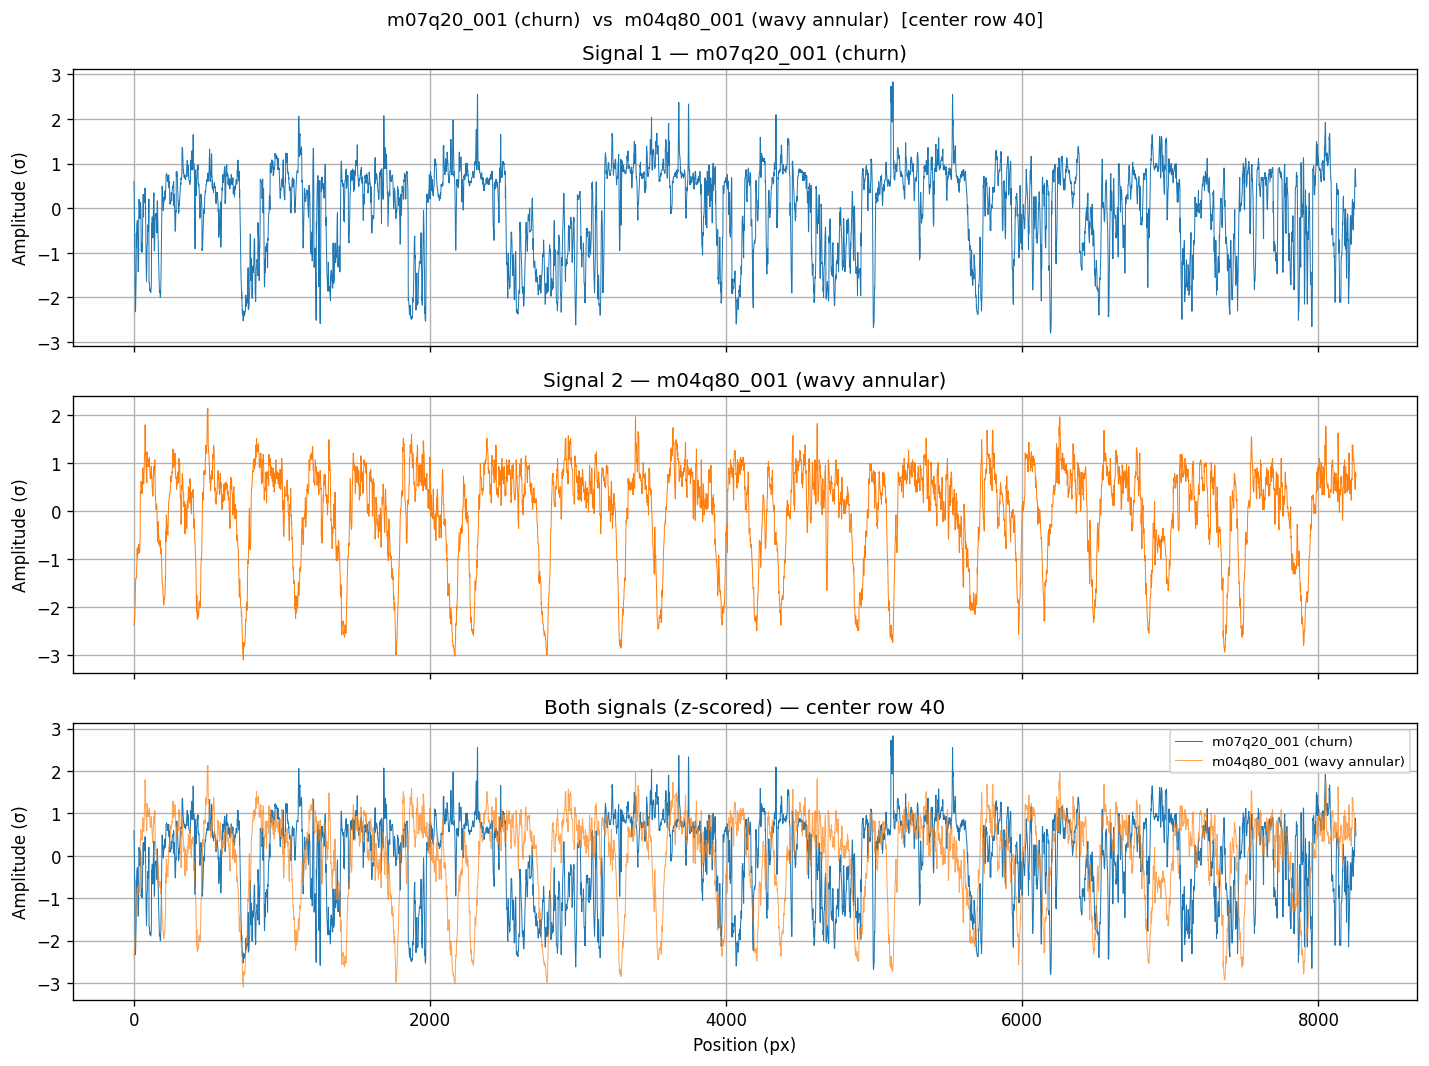 m07q20_001 (churn)  vs  m04q80_001 (wavy annular)  [center row 40]
Signal 1 — m07q20_001 (churn)
Amplitude (σ)
3
2
1
0
−1
−2
−3
Signal 2 — m04q80_001 (wavy annular)
Amplitude (σ)
2
1
0
−1
−2
−3
Both signals (z-scored) — center row 40
Amplitude (σ)
3
2
1
0
−1
−2
−3
m07q20_001 (churn)
m04q80_001 (wavy annular)
0 2000 4000 6000 8000
Position (px)